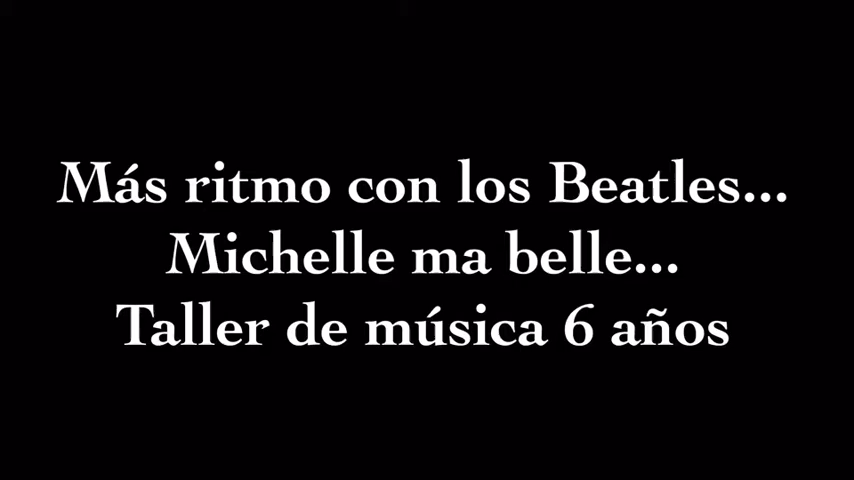 Más ritmo con los Beatles...
Michelle ma belle...
Taller de música 6 años